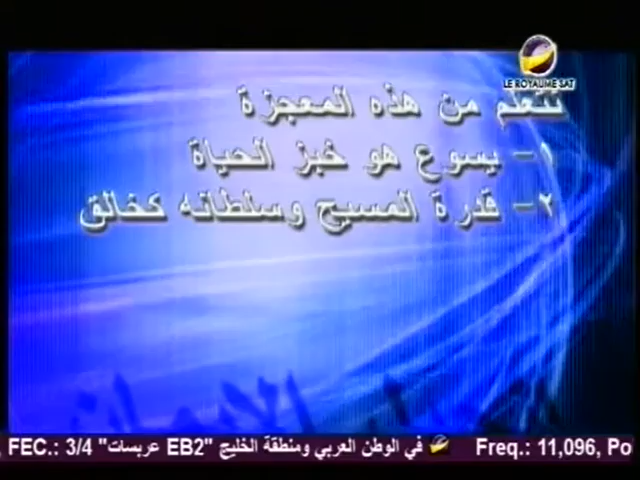 LE ROYAUME SAT
نتعلم من هذه المعجزة
١- يسوع هو خبز الحياة
٢- قدرة المسيح وسلطانه كخالق
FEC.: 3/4 "عربسات EB2" في الوطن العربي ومنطقة الخليج Freq.: 11,096, Po